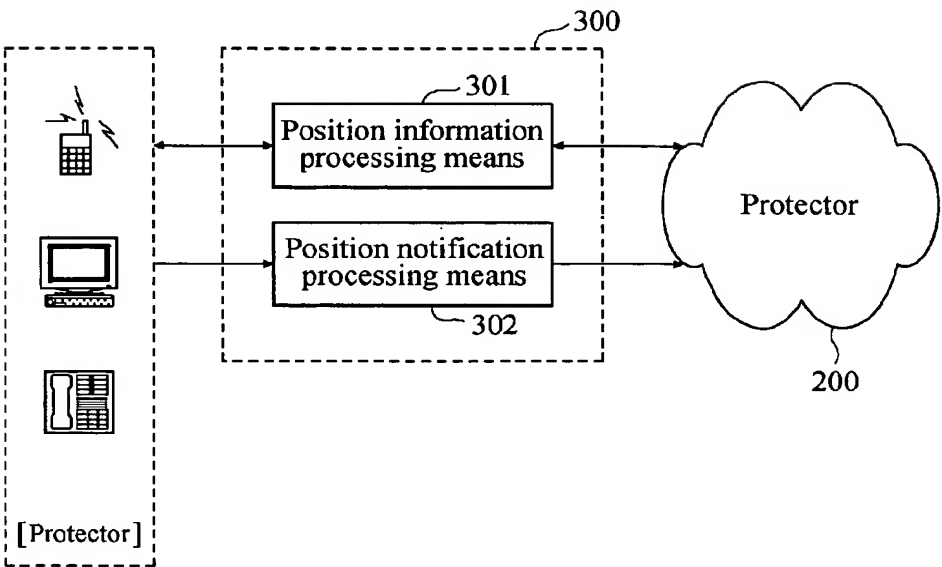 300
301
Position information
processing means
Protector
Position notification
processing means
302
200
[Protector]